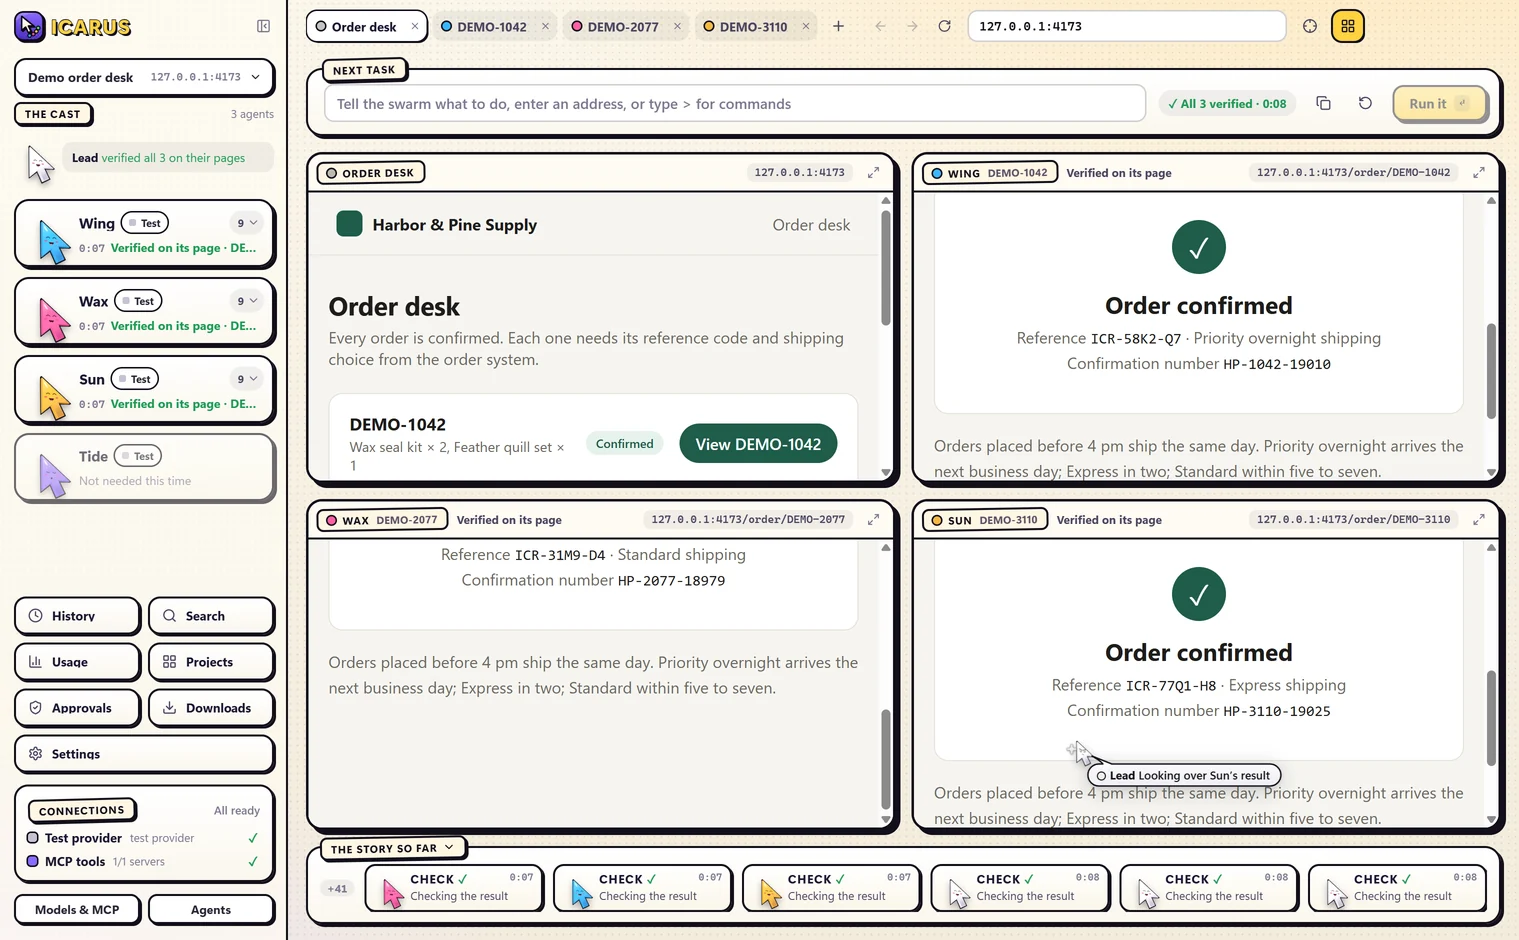 ICARUS
Demo order desk 127.0.0.1:4173
THE CAST 3 agents
Lead verified all 3 on their pages
Wing Test 9
0:07 Verified on its page · DE...
Wax Test 9
0:07 Verified on its page · DE...
Sun Test 9
0:07 Verified on its page · DE...
Tide Test
Not needed this time
History
Search
Usage
Projects
Approvals
Downloads
Settings
CONNECTIONS All ready
Test provider test provider ✓
MCP tools 1/1 servers ✓
Models & MCP
Agents
Order desk ×
DEMO-1042 ×
DEMO-2077 ×
DEMO-3110 ×
127.0.0.1:4173
NEXT TASK
Tell the swarm what to do, enter an address, or type > for commands
✓ All 3 verified · 0:08
Run it ↵
ORDER DESK 127.0.0.1:4173
Harbor & Pine Supply Order desk
Order desk
Every order is confirmed. Each one needs its reference code and shipping
choice from the order system.
DEMO-1042
Wax seal kit × 2, Feather quill set ×
1
Confirmed
View DEMO-1042
WING DEMO-1042 Verified on its page 127.0.0.1:4173/order/DEMO-1042
✓
Order confirmed
Reference ICR-58K2-Q7 · Priority overnight shipping
Confirmation number HP-1042-19010
Orders placed before 4 pm ship the same day. Priority overnight arrives the
next business day; Express in two; Standard within five to seven.
WAX DEMO-2077 Verified on its page 127.0.0.1:4173/order/DEMO-2077
Reference ICR-31M9-D4 · Standard shipping
Confirmation number HP-2077-18979
Orders placed before 4 pm ship the same day. Priority overnight arrives the
next business day; Express in two; Standard within five to seven.
SUN DEMO-3110 Verified on its page 127.0.0.1:4173/order/DEMO-3110
✓
Order confirmed
Reference ICR-77Q1-H8 · Express shipping
Confirmation number HP-3110-19025
Lead Looking over Sun's result
Orders placed before 4 pm ship the same day. Priority overnight arrives the
next business day; Express in two; Standard within five to seven.
THE STORY SO FAR
+41
CHECK ✓ 0:07
Checking the result
CHECK ✓ 0:07
Checking the result
CHECK ✓ 0:07
Checking the result
CHECK ✓ 0:08
Checking the result
CHECK ✓ 0:08
Checking the result
CHECK ✓ 0:08
Checking the result